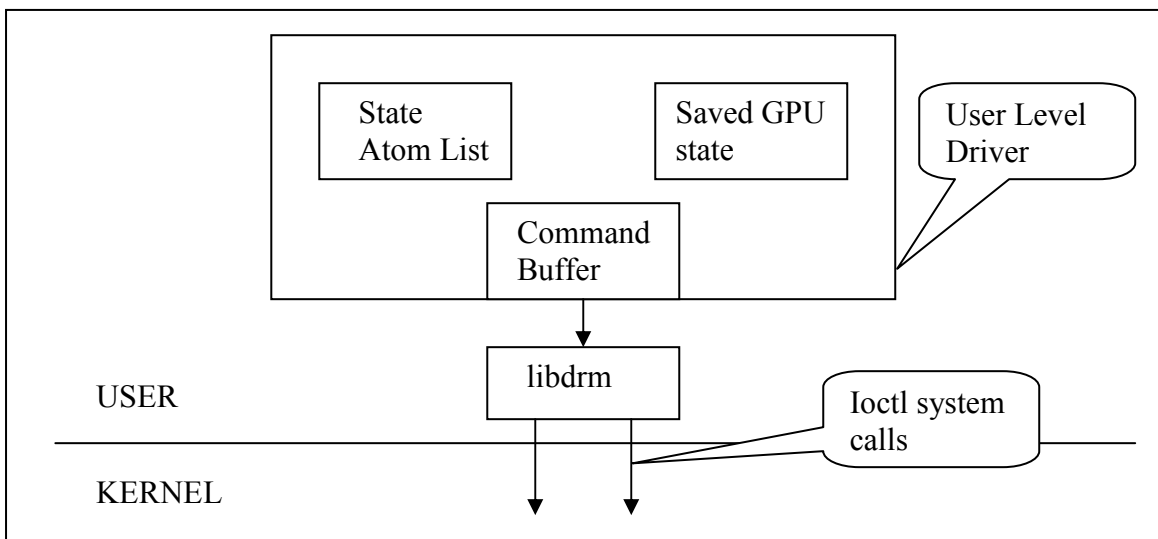 State
Atom List
Saved GPU
state
User Level
Driver
Command
Buffer
libdrm
USER
Ioctl system
calls
KERNEL